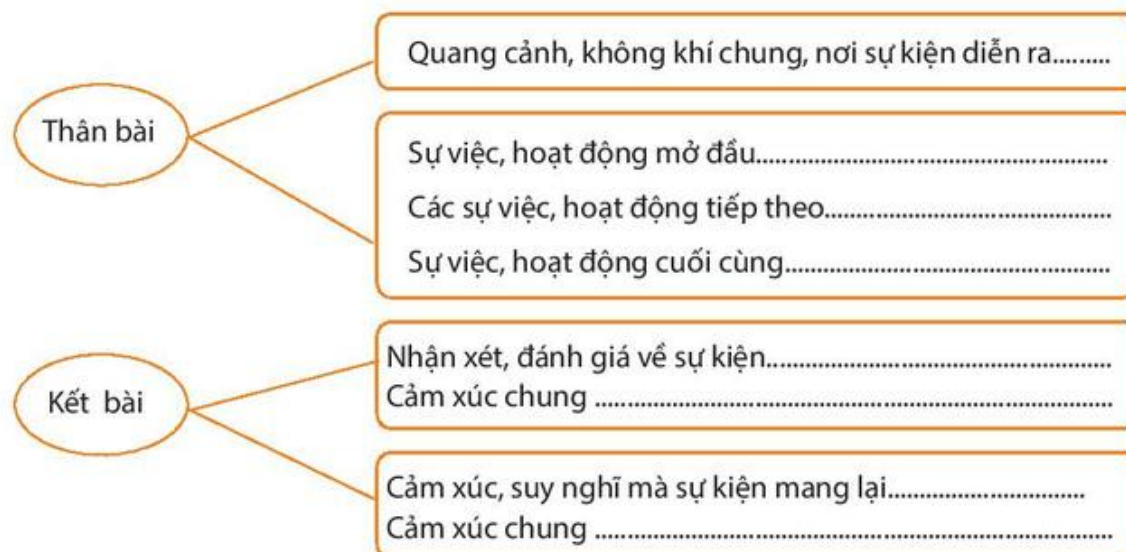 Quang cảnh, không khí chung, nơi sự kiện diễn ra.........
Thân bài
Sự việc, hoạt động mở đầu......................................................
Các sự việc, hoạt động tiếp theo............................................
Sự việc, hoạt động cuối cùng..................................................
Nhận xét, đánh giá về sự kiện.....................................................
Kết bài
Cảm xúc chung ...............................................................................
Cảm xúc, suy nghĩ mà sự kiện mang lại..............................
Cảm xúc chung ...............................................................................